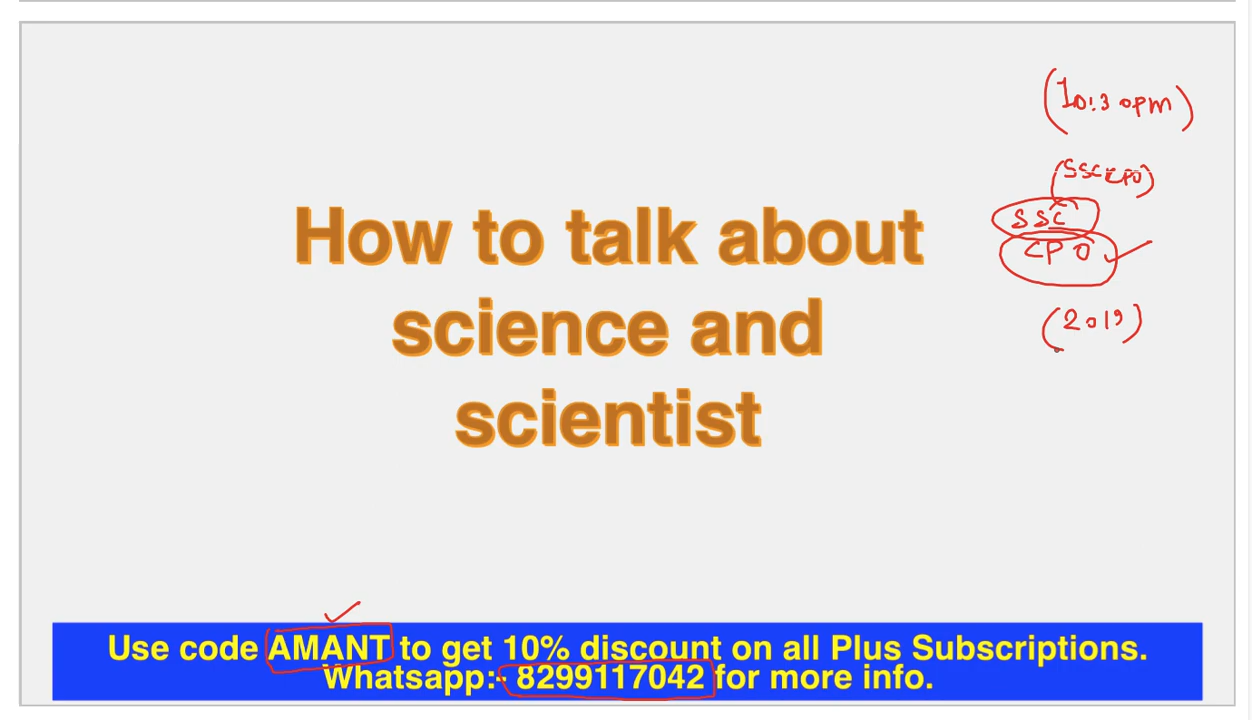 (10:30pm)
(SSC CPO)
SSC
CPO
(2019)
How to talk about
science and
scientist
Use code AMANT to get 10% discount on all Plus Subscriptions.
Whatsapp:- 8299117042 for more info.